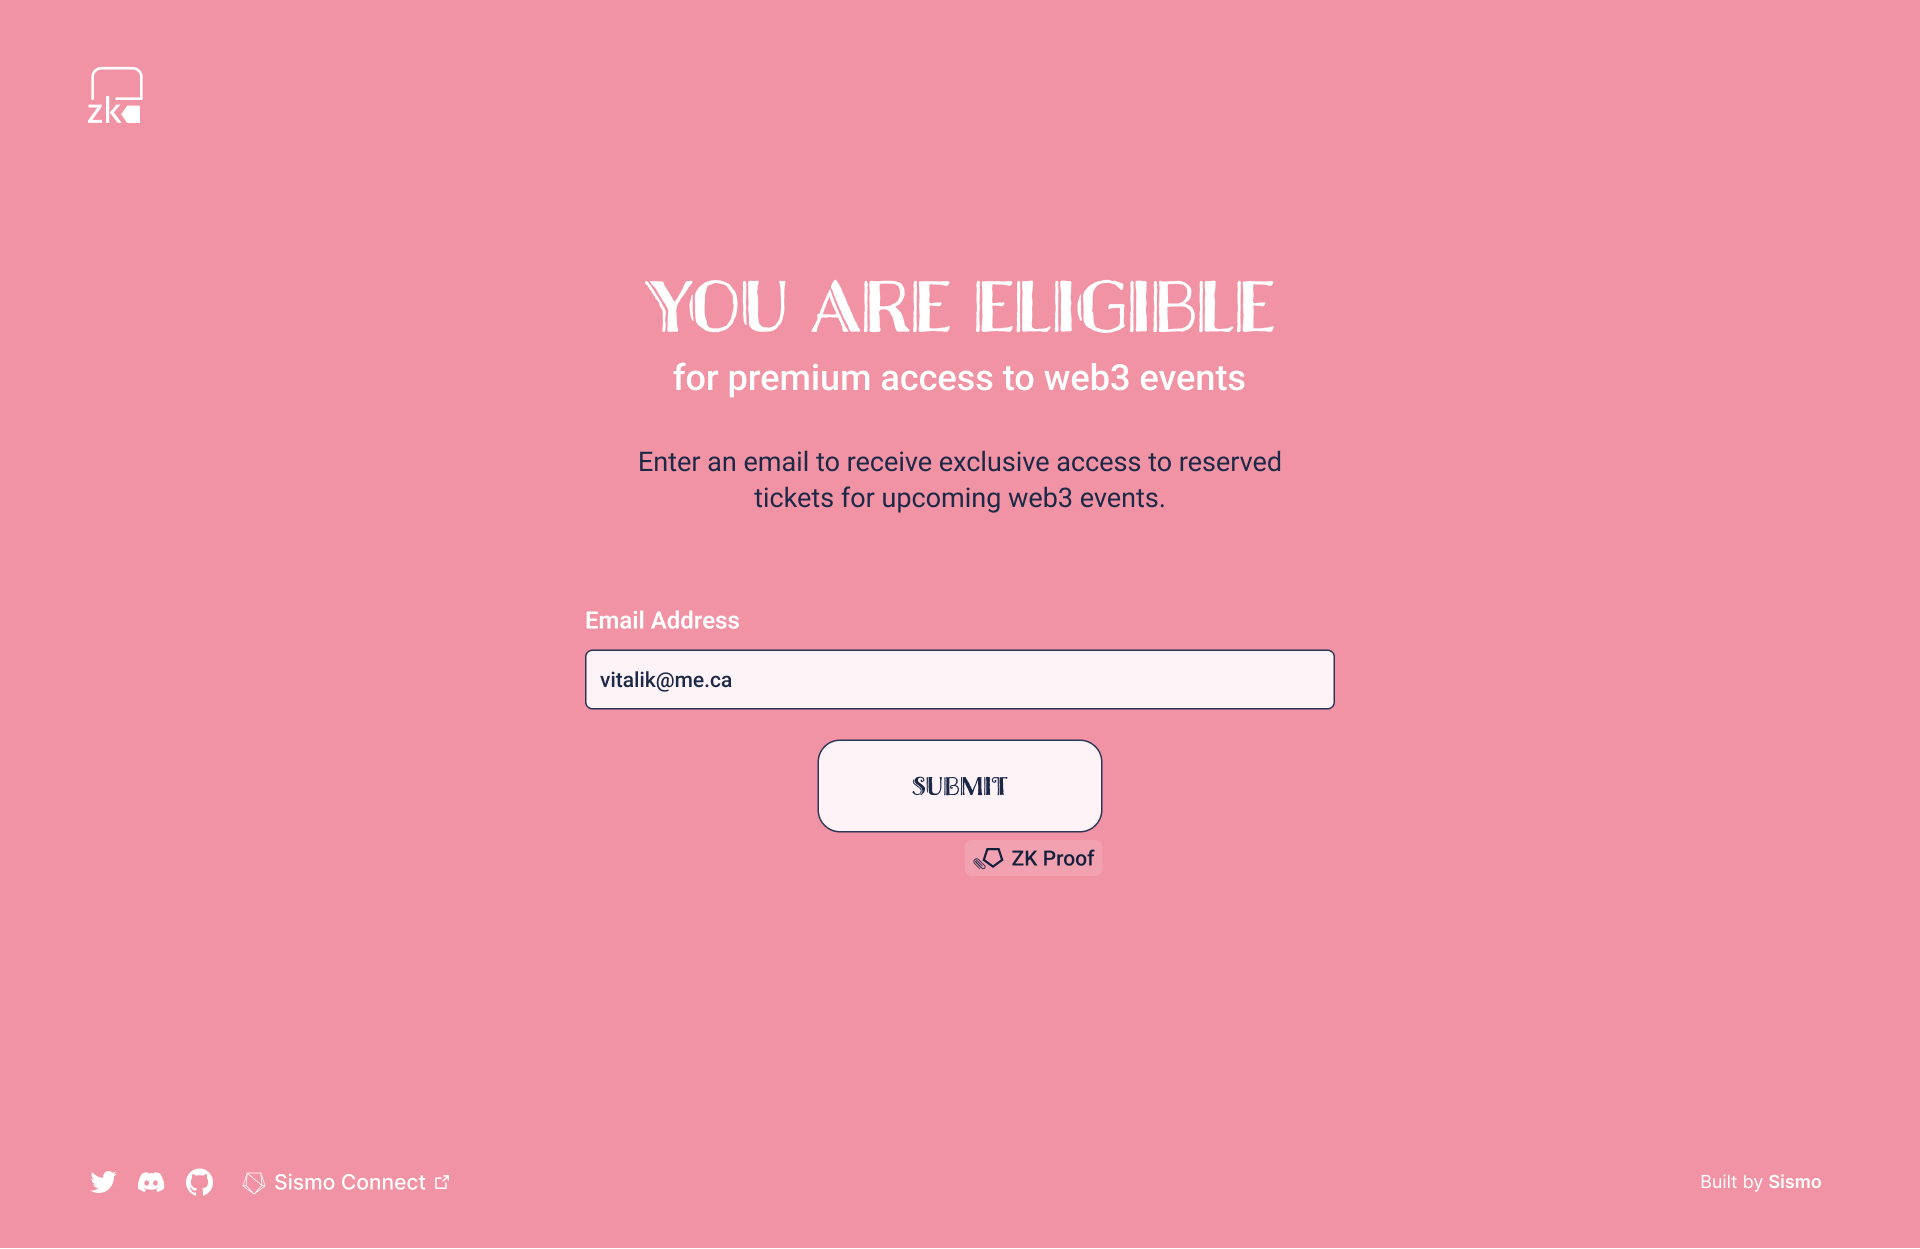 zk
YOU ARE ELIGIBLE
for premium access to web3 events
Enter an email to receive exclusive access to reserved
tickets for upcoming web3 events.
Email Address
vitalik@me.ca
SUBMIT
ZK Proof
Sismo Connect
Built by Sismo